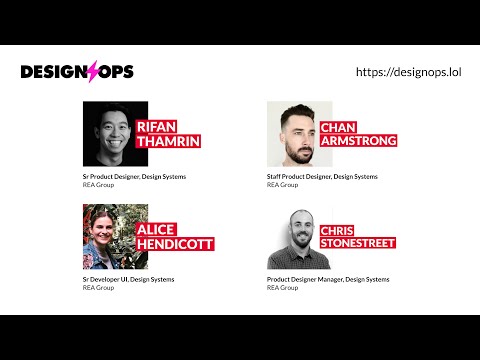 DESIGN OPS
https://designops.lol
RIFAN
THAMRIN
Sr Product Designer, Design Systems
REA Group
CHAN
ARMSTRONG
Staff Product Designer, Design Systems
REA Group
ALICE
HENDICOTT
Sr Developer UI, Design Systems
REA Group
CHRIS
STONESTREET
Product Designer Manager, Design Systems
REA Group